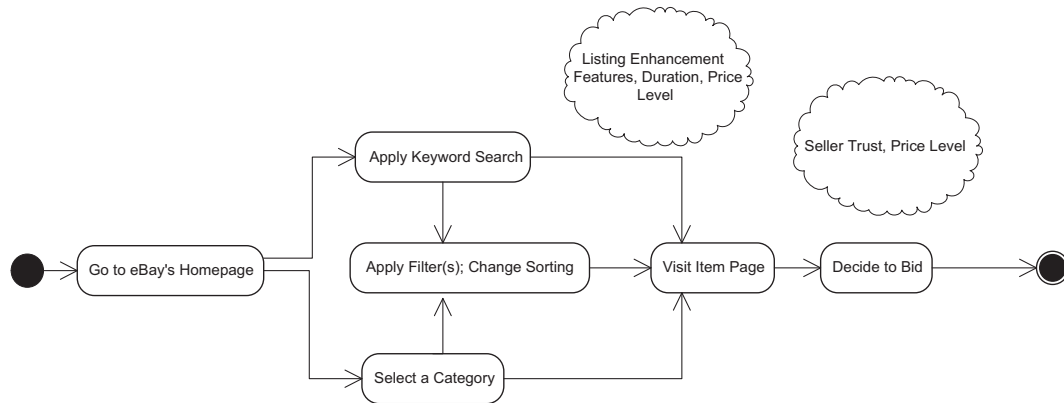 Listing Enhancement
Features, Duration, Price
Level
Seller Trust, Price Level
Apply Keyword Search
Go to eBay's Homepage
Apply Filter(s); Change Sorting
Visit Item Page
Decide to Bid
Select a Category